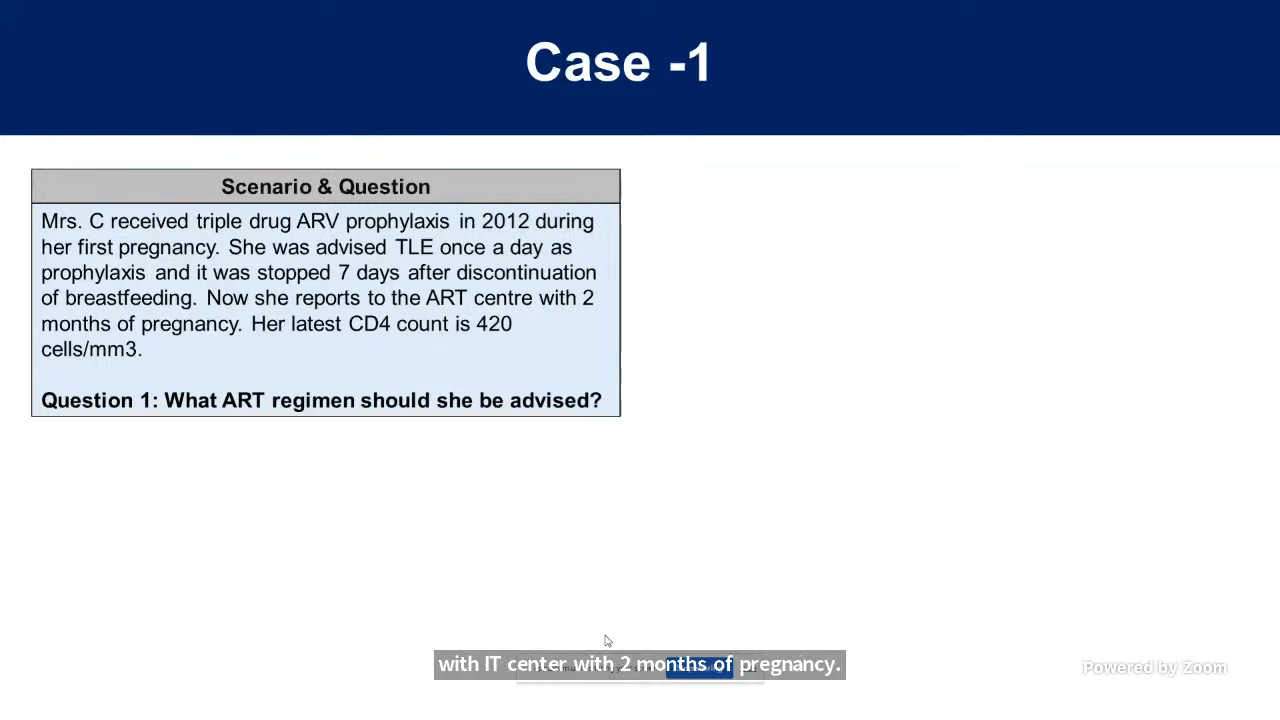 Case -1
Scenario & Question
Mrs. C received triple drug ARV prophylaxis in 2012 during
her first pregnancy. She was advised TLE once a day as
prophylaxis and it was stopped 7 days after discontinuation
of breastfeeding. Now she reports to the ART centre with 2
months of pregnancy. Her latest CD4 count is 420
cells/mm3.
Question 1: What ART regimen should she be advised?
with IT center with 2 months of pregnancy.
Powered by Zoom